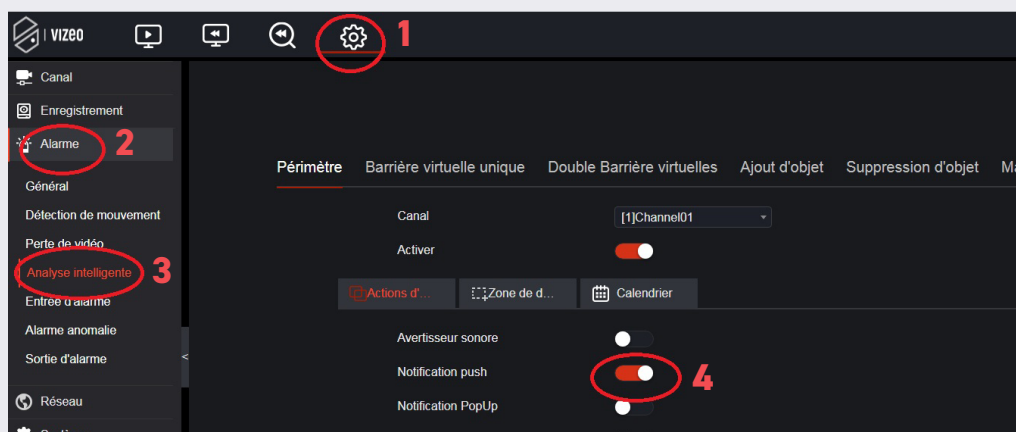 VIZEO
1
Canal
Enregistrement
Alarme
2
Général
Détection de mouvement
Perte de vidéo
Analyse intelligente
3
Entrée d'alarme
Alarme anomalie
Sortie d'alarme
<
Réseau
Périmètre Barrière virtuelle unique Double Barrière virtuelles Ajout d'objet Suppression d'objet
Canal [1]Channel01
Activer
Actions d'... Zone de d... Calendrier
Avertisseur sonore
Notification push
4
Notification PopUp